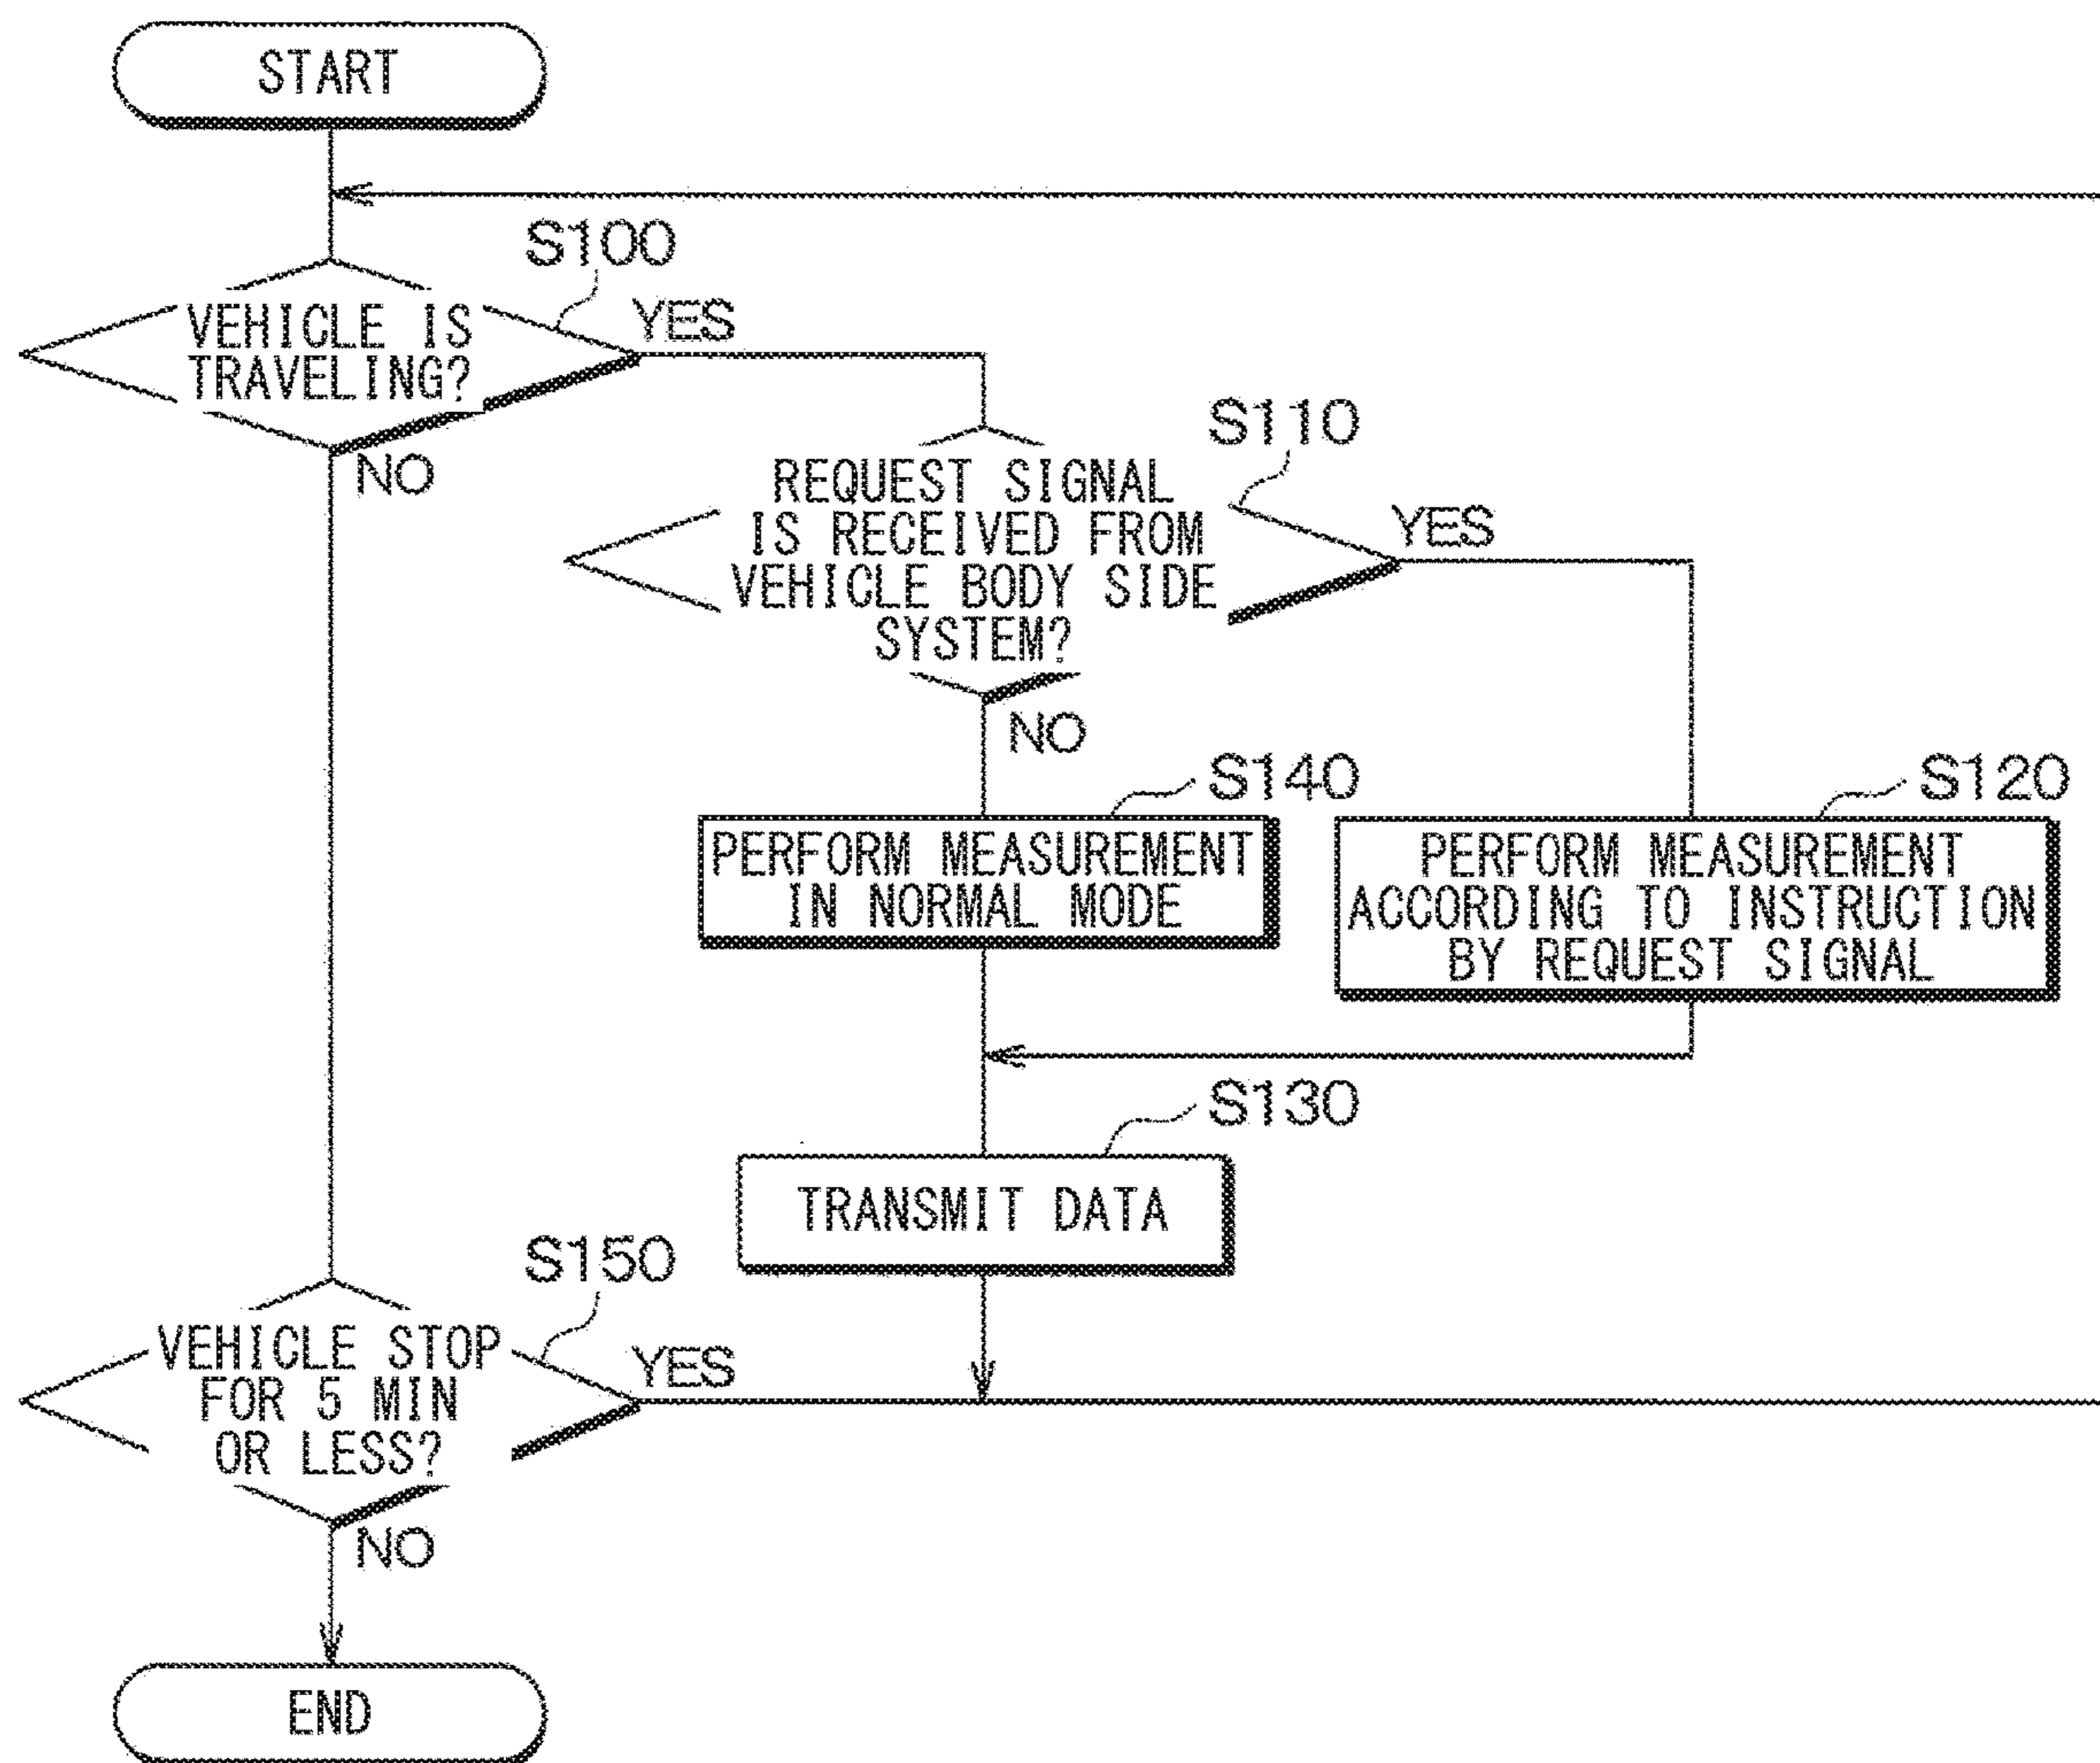 START
S100
VEHICLE IS
TRAVELING?
YES
NO
S110
REQUEST SIGNAL
IS RECEIVED FROM
VEHICLE BODY SIDE
SYSTEM?
YES
NO
S140
PERFORM MEASUREMENT
IN NORMAL MODE
S120
PERFORM MEASUREMENT
ACCORDING TO INSTRUCTION
BY REQUEST SIGNAL
S130
TRANSMIT DATA
S150
VEHICLE STOP
FOR 5 MIN
OR LESS?
YES
NO
END